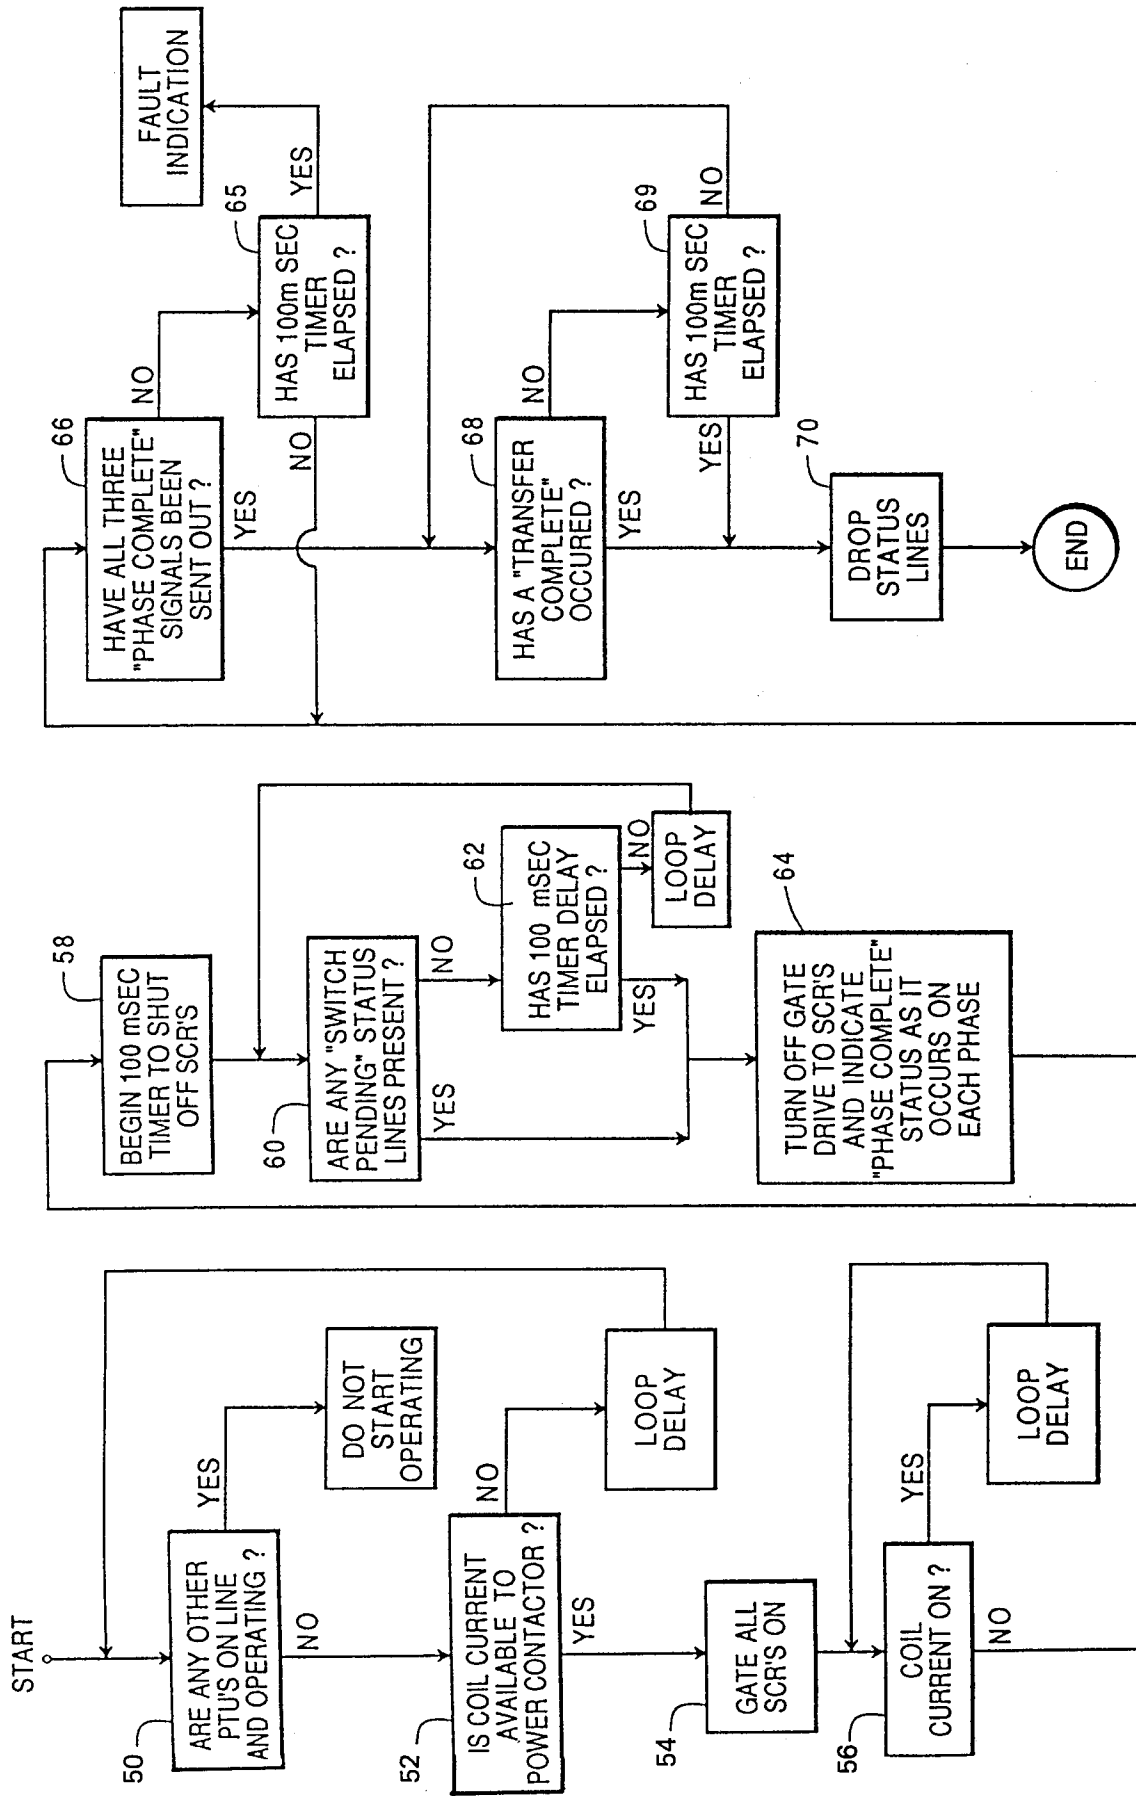 START
50
ARE ANY OTHER
PTU'S ON LINE
AND OPERATING ?
YES
NO
DO NOT
START
OPERATING
52
IS COIL CURRENT
AVAILABLE TO
POWER CONTACTOR ?
NO
YES
LOOP
DELAY
54
GATE ALL
SCR'S ON
56
COIL
CURRENT ON ?
YES
NO
LOOP
DELAY
58
BEGIN 100 mSEC
TIMER TO SHUT
OFF SCR'S
60
ARE ANY "SWITCH
PENDING" STATUS
LINES PRESENT ?
NO
YES
62
HAS 100 mSEC
TIMER DELAY
ELAPSED ?
NO
YES
LOOP
DELAY
64
TURN OFF GATE
DRIVE TO SCR'S
AND INDICATE
"PHASE COMPLETE"
STATUS AS IT
OCCURS ON
EACH PHASE
66
HAVE ALL THREE
"PHASE COMPLETE"
SIGNALS BEEN
SENT OUT ?
NO
YES
65
HAS 100m SEC
TIMER
ELAPSED ?
YES
NO
FAULT
INDICATION
68
HAS A "TRANSFER
COMPLETE"
OCCURED ?
NO
YES
69
HAS 100m SEC
TIMER
ELAPSED ?
NO
YES
70
DROP
STATUS
LINES
END